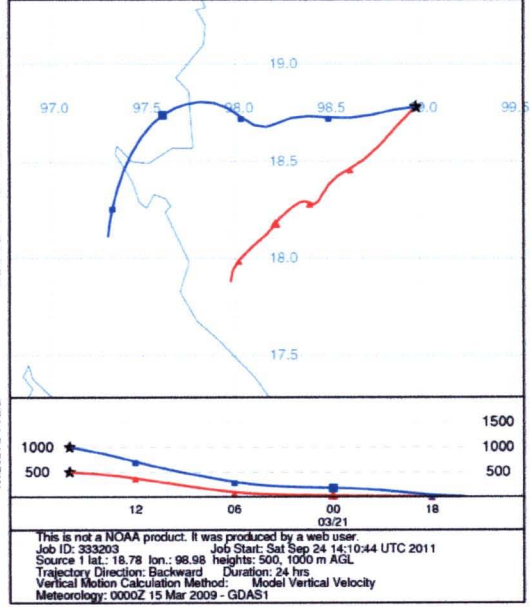 19.0
97.0 97.5 98.0 98.5 99.0 99.5
18.5
18.0
17.5
1500
1000 1000
500 500
12 06 00 18
03/21
This is not a NOAA product. It was produced by a web user.
Job ID: 333203 Job Start: Sat Sep 24 14:10:44 UTC 2011
Source 1 lat.: 18.78 lon.: 98.98 heights: 500, 1000 m AGL
Trajectory Direction: Backward Duration: 24 hrs
Vertical Motion Calculation Method: Model Vertical Velocity
Meteorology: 0000Z 15 Mar 2009 - GDAS1